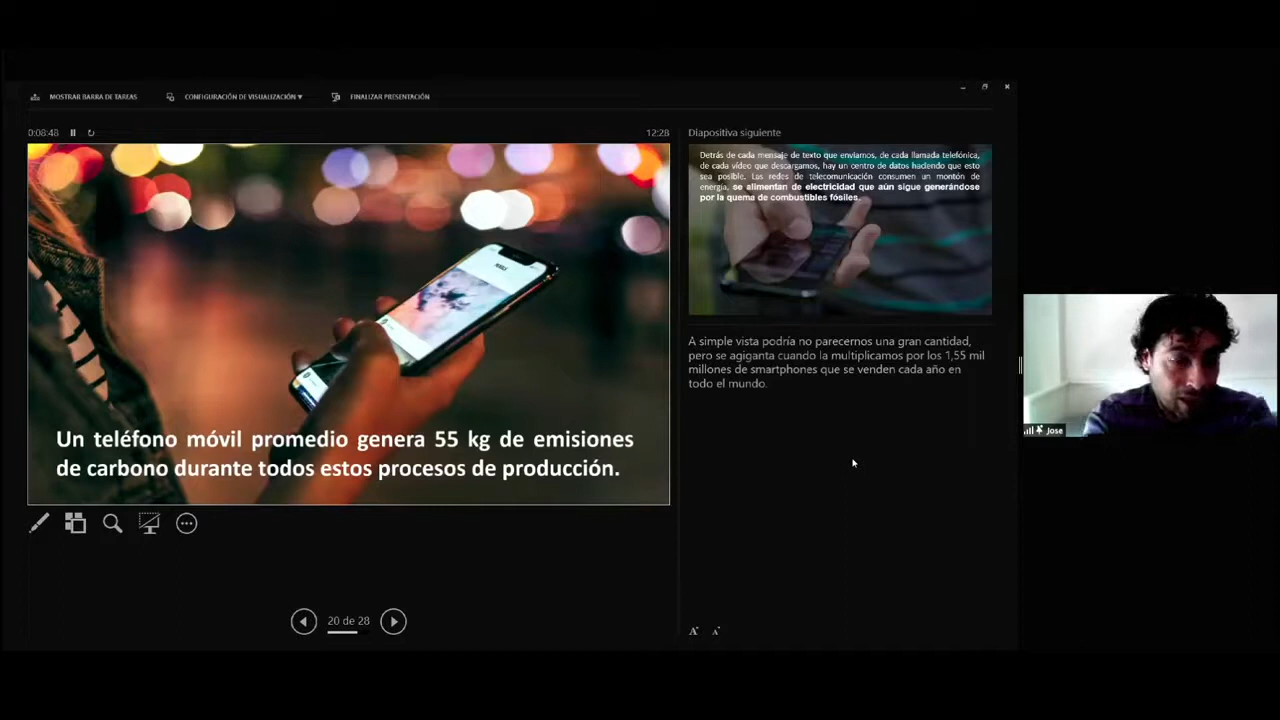 MOSTRAR BARRA DE TAREAS
CONFIGURACIÓN DE VISUALIZACIÓN ▼
FINALIZAR PRESENTACIÓN
0:08:48
12:28
Un teléfono móvil promedio genera 55 kg de emisiones
de carbono durante todos estos procesos de producción.
20 de 28
Diapositiva siguiente
Detrás de cada mensaje de texto que enviamos, de cada llamada telefónica,
de cada vídeo que descargamos, hay un centro de datos haciendo que esto
sea posible. Las redes de telecomunicación consumen un montón de
energía, se alimentan de electricidad que aún sigue generándose
por la quema de combustibles fósiles.
A simple vista podría no parecernos una gran cantidad,
pero se agiganta cuando la multiplicamos por los 1,55 mil
millones de smartphones que se venden cada año en
todo el mundo.
A A
Jose